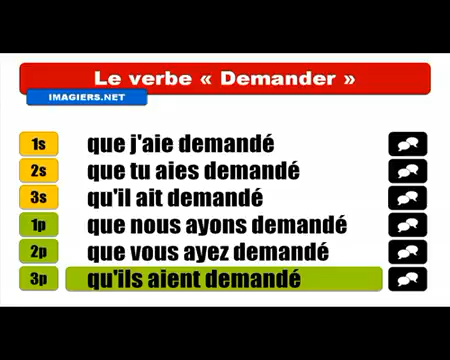 Le verbe « Demander »
IMAGIERS.NET
1s que j'aie demandé
2s que tu aies demandé
3s qu'il ait demandé
1p que nous ayons demandé
2p que vous ayez demandé
3p qu'ils aient demandé